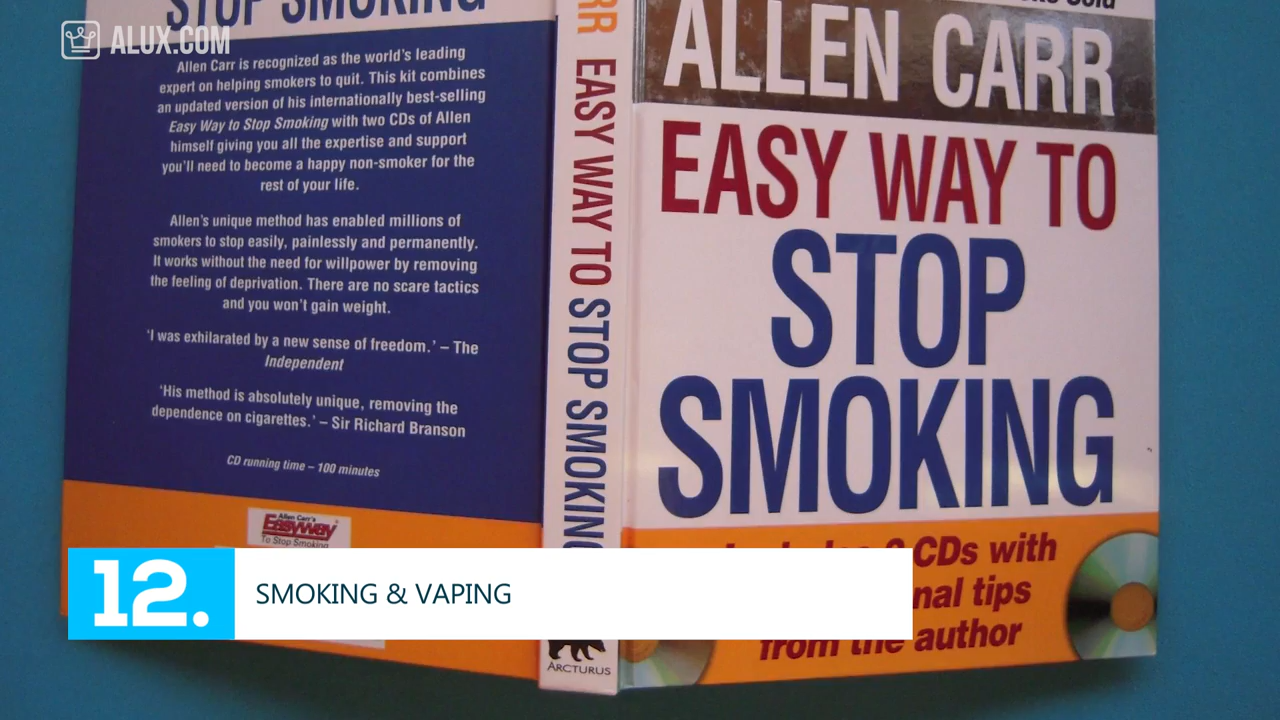 STOP SMOKING
ALUX.COM
Allen Carr is recognized as the world's leading
expert on helping smokers to quit. This kit combines
an updated version of his internationally best-selling
Easy Way to Stop Smoking with two CDs of Allen
himself giving you all the expertise and support
you'll need to become a happy non-smoker for the
rest of your life.
Allen's unique method has enabled millions of
smokers to stop easily, painlessly and permanently.
It works without the need for willpower by removing
the feeling of deprivation. There are no scare tactics
and you won't gain weight.
'I was exhilarated by a new sense of freedom.' – The
Independent
'His method is absolutely unique, removing the
dependence on cigarettes.' – Sir Richard Branson
CD running time – 100 minutes
Allen Carr's
Easyway
To Stop Smoking
EASY WAY TO STOP SMOKING
ARCTURUS
Sold
ALLEN CARR
EASY WAY TO
STOP
SMOKING
CDs with
tips
from the author
12.
SMOKING & VAPING